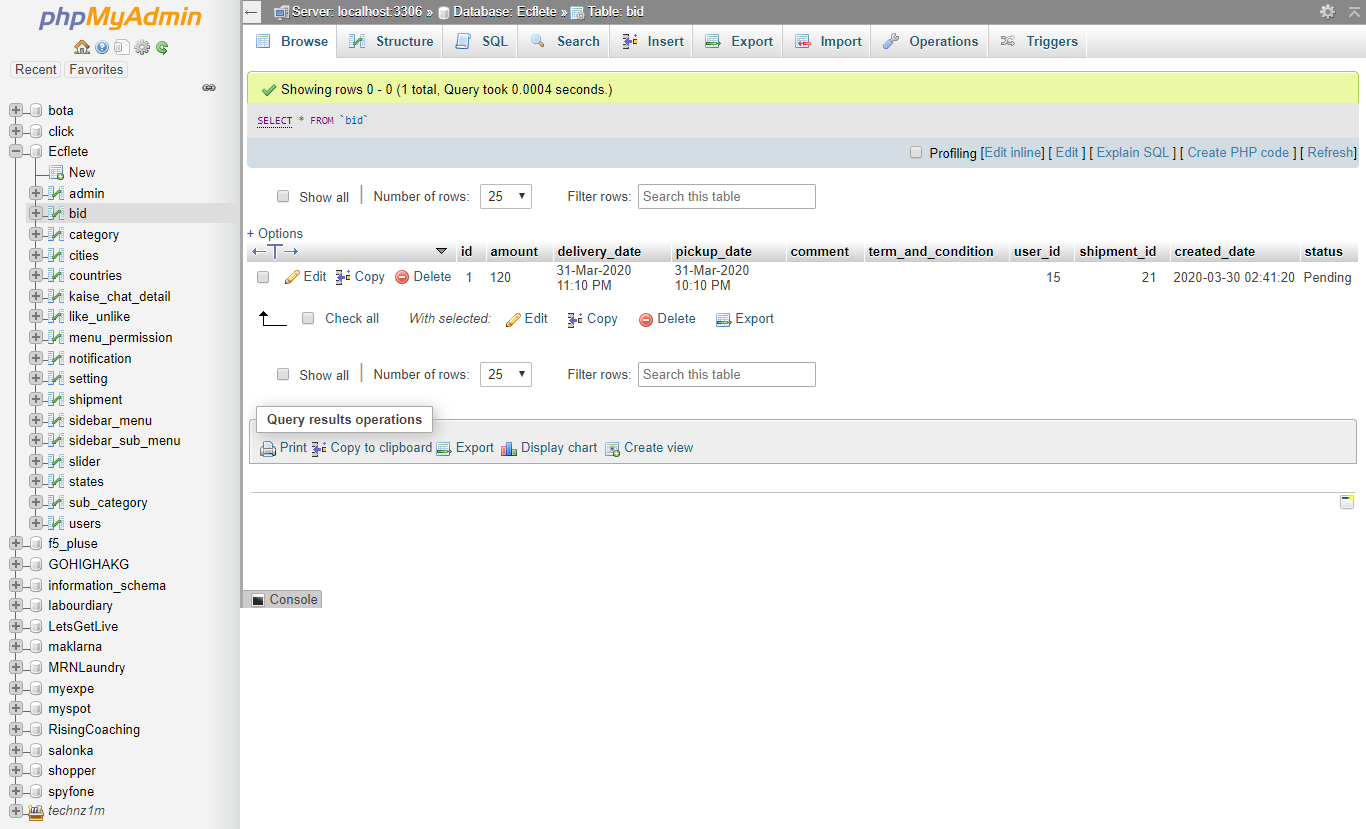 phpMyAdmin
Recent Favorites
bota
click
Ecflete
New
admin
bid
category
cities
countries
kaise_chat_detail
like_unlike
menu_permission
notification
setting
shipment
sidebar_menu
sidebar_sub_menu
slider
states
sub_category
users
f5_pluse
GOHIGHAKG
information_schema
labourdiary
LetsGetLive
maklarna
MRNLaundry
myexpe
myspot
RisingCoaching
salonka
shopper
spyfone
technz1m
Server: localhost:3306 » Database: Ecflete » Table: bid
Browse Structure SQL Search Insert Export Import Operations Triggers
Showing rows 0 - 0 (1 total, Query took 0.0004 seconds.)
SELECT * FROM `bid`
Profiling [Edit inline] [ Edit ] [ Explain SQL ] [ Create PHP code ] [ Refresh]
Show all Number of rows: 25 Filter rows: Search this table
+ Options
id amount delivery_date pickup_date comment term_and_condition user_id shipment_id created_date status
Edit Copy Delete 1 120 31-Mar-2020 11:10 PM 31-Mar-2020 10:10 PM 15 21 2020-03-30 02:41:20 Pending
Check all With selected: Edit Copy Delete Export
Show all Number of rows: 25 Filter rows: Search this table
Query results operations
Print Copy to clipboard Export Display chart Create view
Console